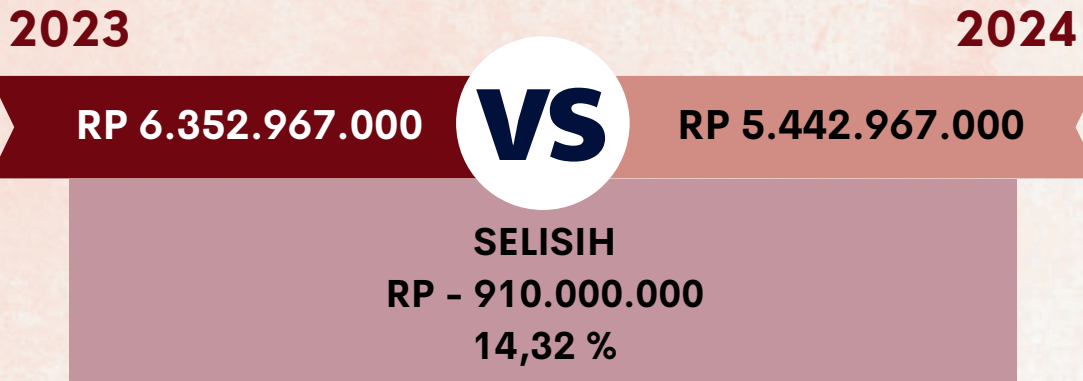 2023
2024
RP 6.352.967.000
VS
RP 5.442.967.000
SELISIH
RP - 910.000.000
14,32 %